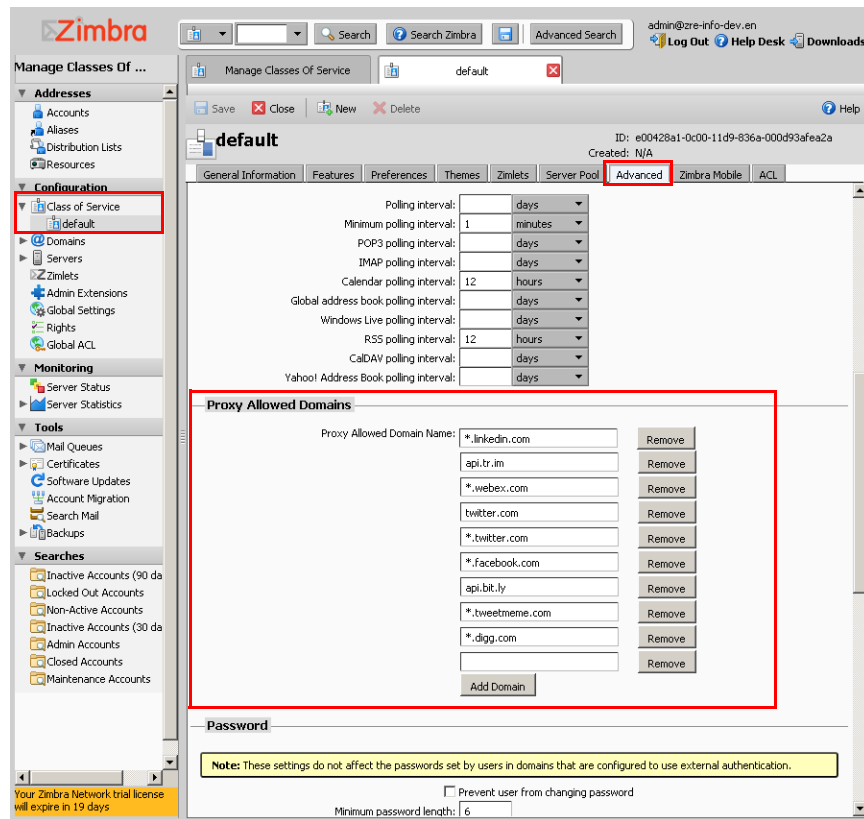 Zimbra
Search
Search Zimbra
Advanced Search
admin@zre-info-dev.en
Log Out Help Desk Downloads
Manage Classes Of ...
Manage Classes Of Service
default
Addresses
Accounts
Aliases
Distribution Lists
Resources
Configuration
Class of Service
default
Domains
Servers
Zimlets
Admin Extensions
Global Settings
Rights
Global ACL
Monitoring
Server Status
Server Statistics
Tools
Mail Queues
Certificates
Software Updates
Account Migration
Search Mail
Backups
Searches
Inactive Accounts (90 da
Locked Out Accounts
Non-Active Accounts
Inactive Accounts (30 da
Admin Accounts
Closed Accounts
Maintenance Accounts
Your Zimbra Network trial license
will expire in 19 days
Save Close New Delete Help
default
ID: e00428a1-0c00-11d9-836a-000d93afea2a
Created: N/A
General Information Features Preferences Themes Zimlets Server Pool Advanced Zimbra Mobile ACL
Polling interval: days
Minimum polling interval: 1 minutes
POP3 polling interval: days
IMAP polling interval: days
Calendar polling interval: 12 hours
Global address book polling interval: days
Windows Live polling interval: days
RSS polling interval: 12 hours
CalDAV polling interval: days
Yahoo! Address Book polling interval: days
Proxy Allowed Domains
Proxy Allowed Domain Name: *.linkedin.com Remove
api.tr.im Remove
*.webex.com Remove
twitter.com Remove
*.twitter.com Remove
*.facebook.com Remove
api.bit.ly Remove
*.tweetmeme.com Remove
*.digg.com Remove
Remove
Add Domain
Password
Note: These settings do not affect the passwords set by users in domains that are configured to use external authentication.
Prevent user from changing password
Minimum password length: 6